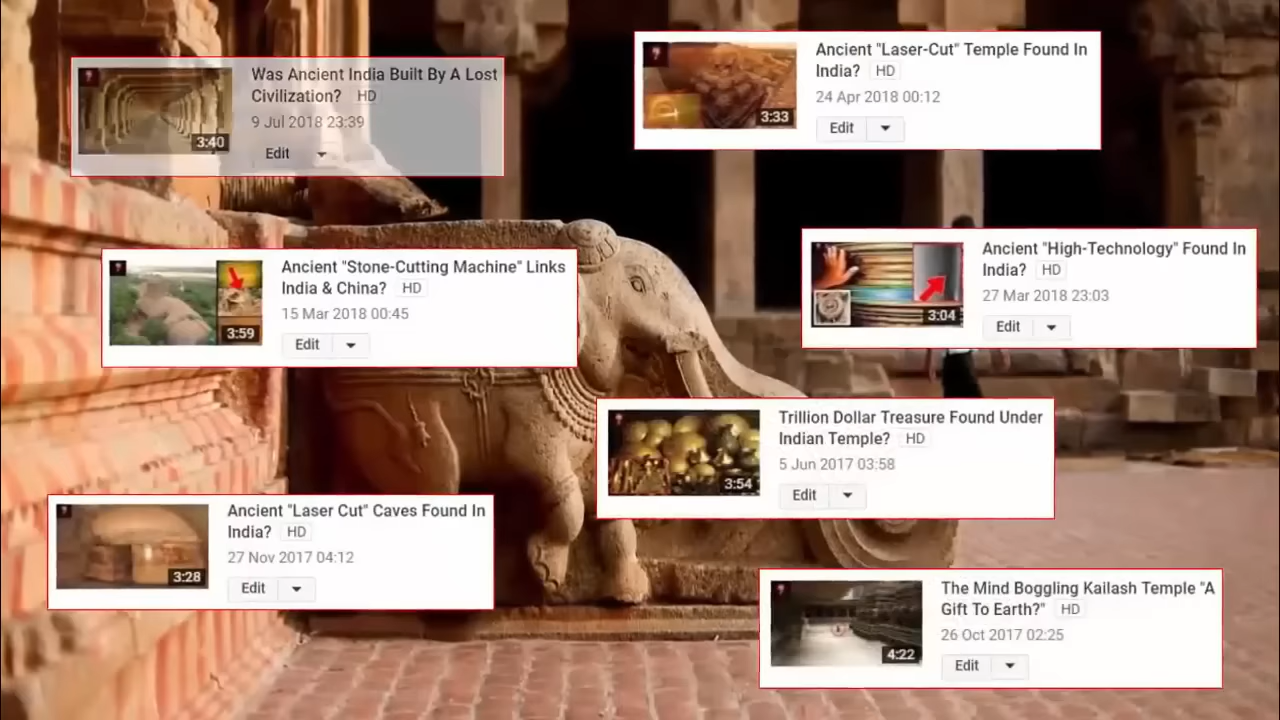 Was Ancient India Built By A Lost
Civilization? HD
9 Jul 2018 23:39
3:40
Edit
Ancient "Laser-Cut" Temple Found In
India? HD
24 Apr 2018 00:12
3:33
Edit
Ancient "Stone-Cutting Machine" Links
India & China? HD
15 Mar 2018 00:45
3:59
Edit
Ancient "High-Technology" Found In
India? HD
27 Mar 2018 23:03
3:04
Edit
Trillion Dollar Treasure Found Under
Indian Temple? HD
5 Jun 2017 03:58
3:54
Edit
Ancient "Laser Cut" Caves Found In
India? HD
27 Nov 2017 04:12
3:28
Edit
The Mind Boggling Kailash Temple "A
Gift To Earth?" HD
26 Oct 2017 02:25
4:22
Edit